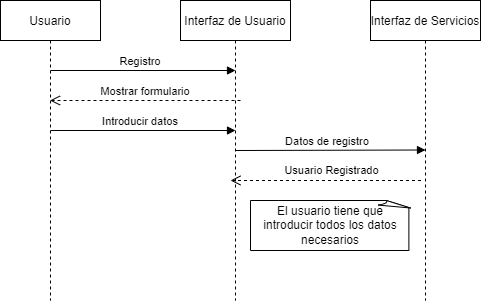 Usuario
Interfaz de Usuario
Interfaz de Servicios
Registro
Mostrar formulario
Introducir datos
Datos de registro
Usuario Registrado
El usuario tiene que
introducir todos los datos
necesarios